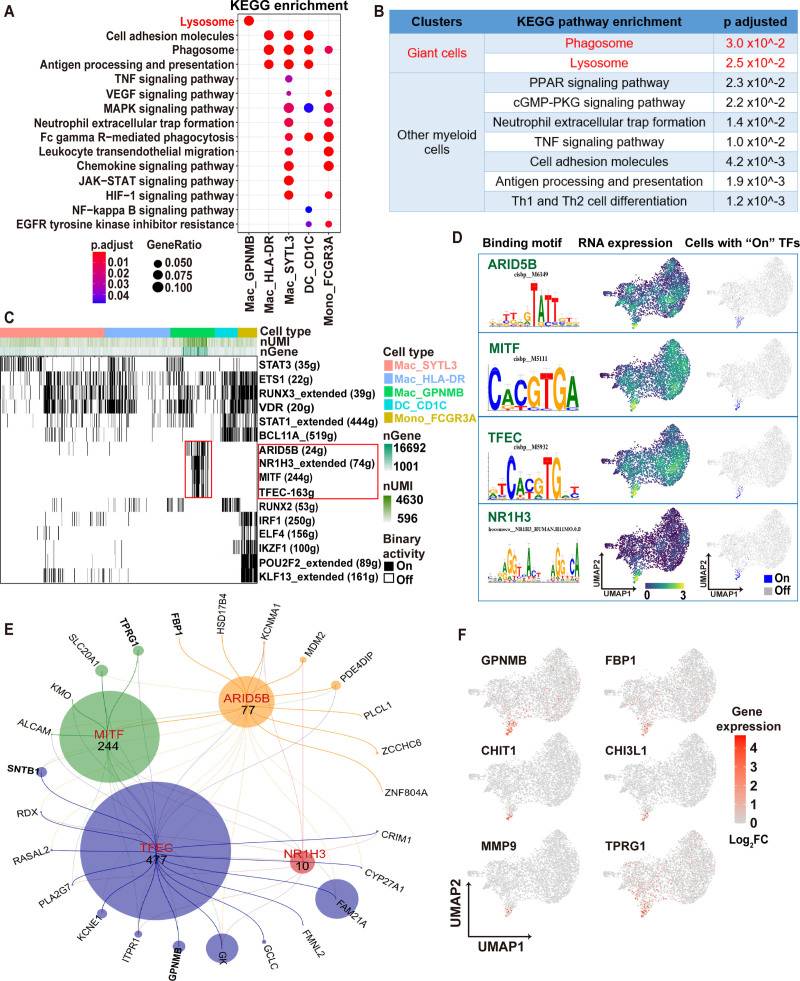 A
KEGG enrichment
Lysosome
Cell adhesion molecules
Phagosome
Antigen processing and presentation
TNF signaling pathway
VEGF signaling pathway
MAPK signaling pathway
Neutrophil extracellular trap formation
Fc gamma R−mediated phagocytosis
Leukocyte transendothelial migration
Chemokine signaling pathway
JAK−STAT signaling pathway
HIF−1 signaling pathway
NF−kappa B signaling pathway
EGFR tyrosine kinase inhibitor resistance
p.adjust
0.01
0.02
0.03
0.04
GeneRatio
0.050
0.075
0.100
Mac_GPNMB
Mac_HLA-DR
Mac_SYTL3
DC_CD1C
Mono_FCGR3A
B
Clusters KEGG pathway enrichment p adjusted
Giant cells
Phagosome 3.0 x10^-2
Lysosome 2.5 x10^-2
Other myeloid
cells
PPAR signaling pathway 2.3 x10^-2
cGMP-PKG signaling pathway 2.2 x10^-2
Neutrophil extracellular trap formation 1.4 x10^-2
TNF signaling pathway 1.0 x10^-2
Cell adhesion molecules 4.2 x10^-3
Antigen processing and presentation 1.9 x10^-3
Th1 and Th2 cell differentiation 1.2 x10^-3
C
Cell type
nUMI
nGene
STAT3 (35g)
ETS1 (22g)
RUNX3_extended (39g)
VDR (20g)
STAT1_extended (444g)
BCL11A_(519g)
ARID5B (24g)
NR1H3_extended (74g)
MITF (244g)
TFEC-163g
RUNX2 (53g)
IRF1 (250g)
ELF4 (156g)
IKZF1 (100g)
POU2F2_extended (89g)
KLF13_extended (161g)
Cell type
Mac_SYTL3
Mac_HLA-DR
Mac_GPNMB
DC_CD1C
Mono_FCGR3A
nGene
16692
1001
nUMI
4630
596
Binary
activity
On
Off
D
Binding motif RNA expression Cells with “On” TFs
ARID5B
cisbp__M6149
MITF
cisbp__M5111
TFEC
cisbp__M5932
NR1H3
hocomoco__NR1H3_HUMAN.H11MO.0.B
UMAP2
UMAP1
0 3
UMAP2
UMAP1
On
Off
E
TPRG1
SLC20A1
KMO
ALCAM
SNTB1
RDX
RASAL2
PLA2G7
KCNE1
ITPR1
GPNMB
GK
GCLC
FMNL2
FAM21A
CYP27A1
CRIM1
ZNF804A
ZCCHC6
PLCL1
PDE4DIP
MDM2
KCNMA1
HSD17B4
FBP1
MITF
244
ARID5B
77
TFEC
477
NR1H3
10
F
GPNMB FBP1
CHIT1 CHI3L1
MMP9 TPRG1
Gene
expression
4
3
2
1
0
Log2FC
UMAP2
UMAP1